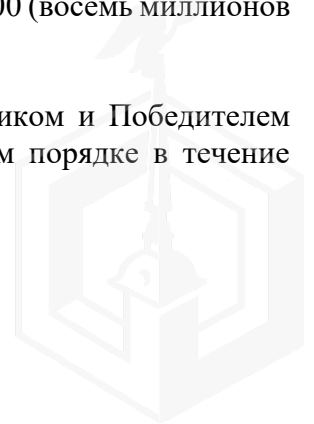 00 (восемь миллионов
иком и Победителем
м порядке в течение